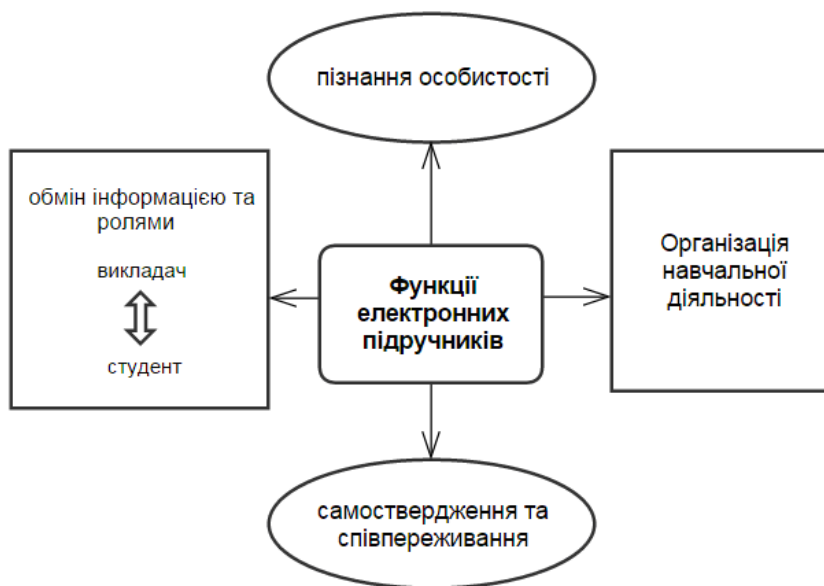 пізнання особистості
обмін інформацією та
ролями
викладач
студент
Функції
електронних
підручників
Організація
навчальної
діяльності
самоствердження та
співпереживання